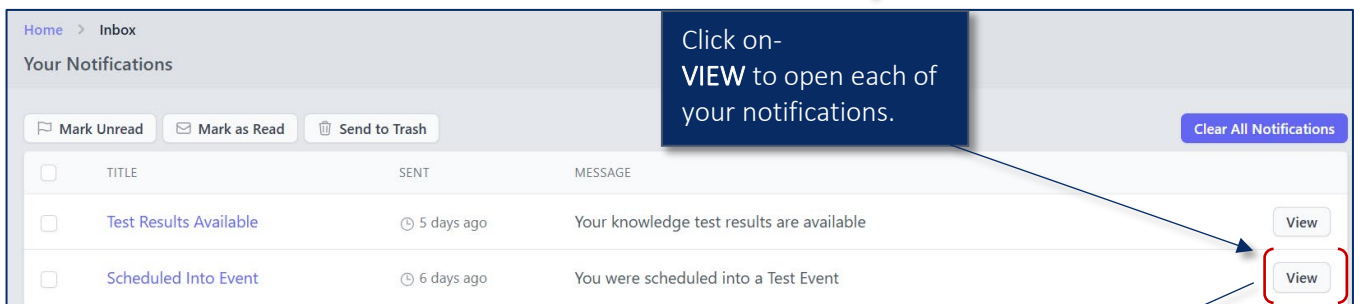 Home > Inbox
Your Notifications
Click on-
VIEW to open each of
your notifications.
Mark Unread Mark as Read Send to Trash Clear All Notifications
TITLE SENT MESSAGE
Test Results Available 5 days ago Your knowledge test results are available View
Scheduled Into Event 6 days ago You were scheduled into a Test Event View